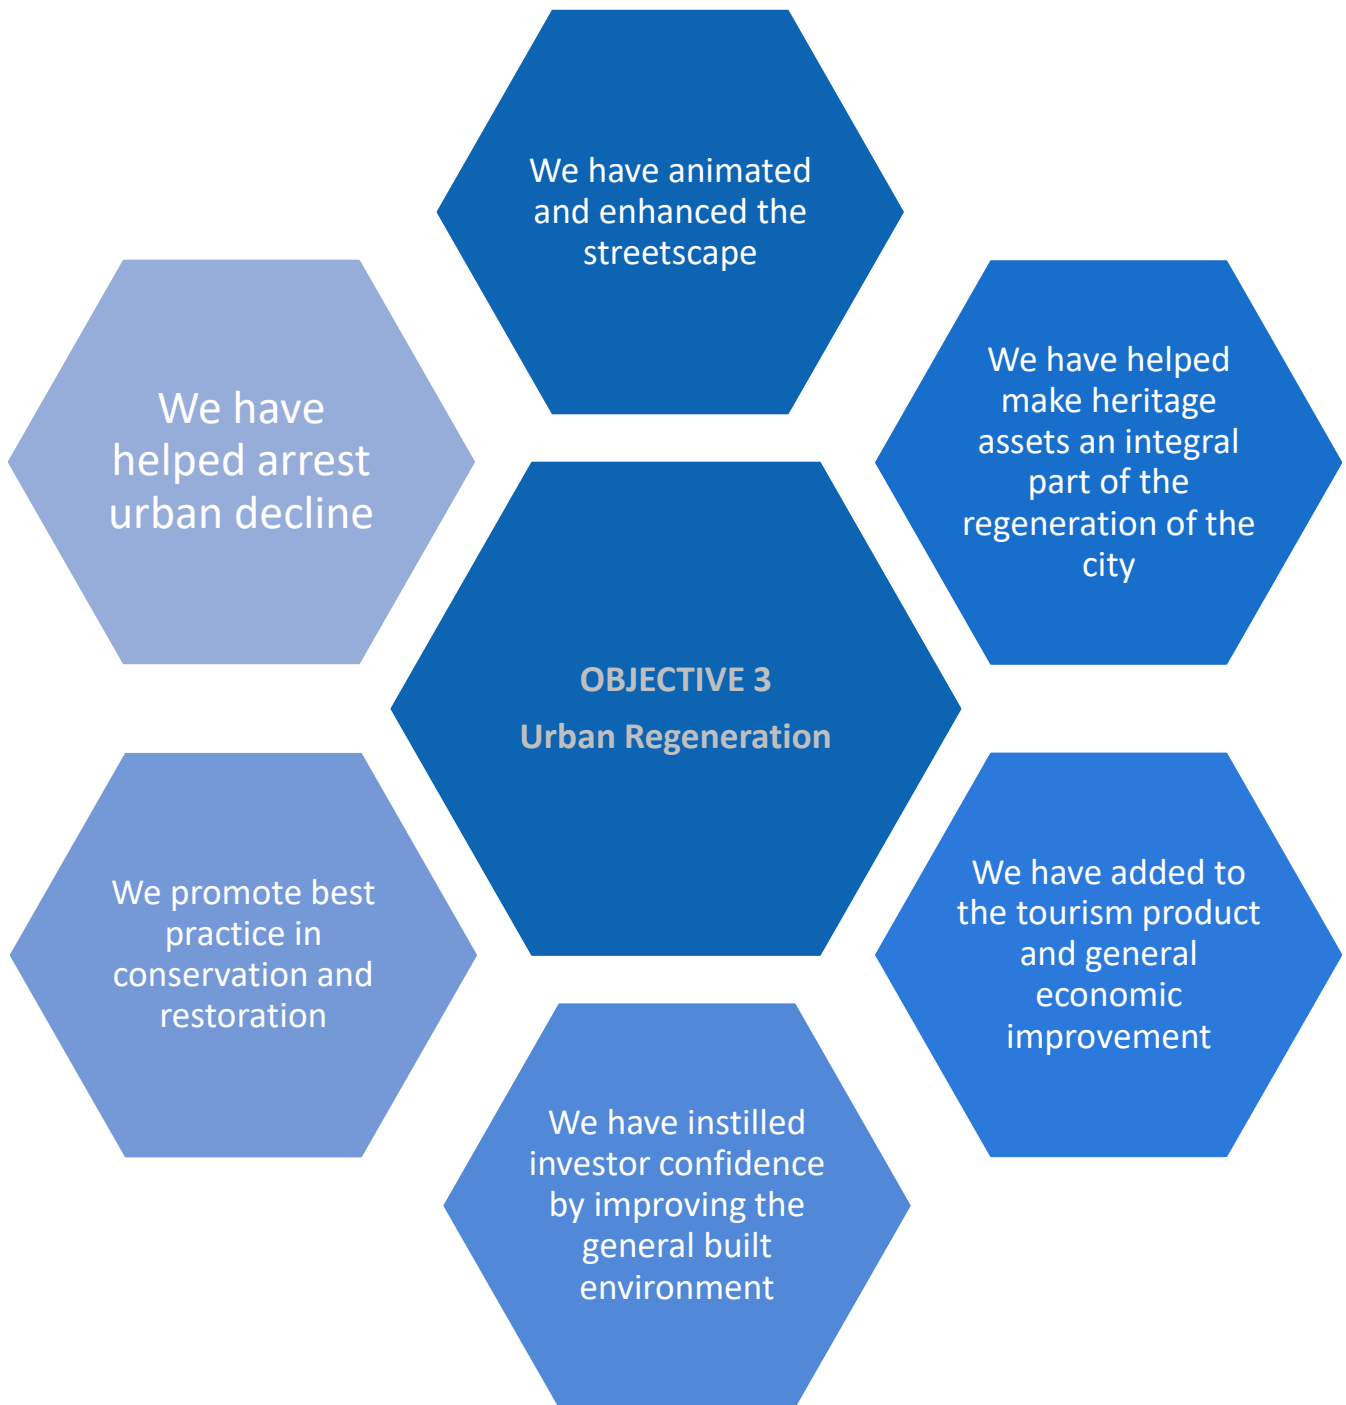 We have animated
and enhanced the
streetscape
We have helped
make heritage
assets an integral
part of the
regeneration of the
city
We have added to
the tourism product
and general
economic
improvement
We have instilled
investor confidence
by improving the
general built
environment
We promote best
practice in
conservation and
restoration
We have
helped arrest
urban decline
OBJECTIVE 3
Urban Regeneration